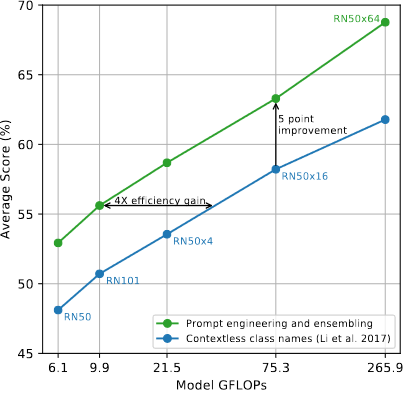 70
65
60
55
50
45
Average Score (%)
RN50x64
5 point
improvement
RN50x16
4X efficiency gain
RN50x4
RN101
RN50
Prompt engineering and ensembling
Contextless class names (Li et al. 2017)
6.1 9.9 21.5 75.3 265.9
Model GFLOPs